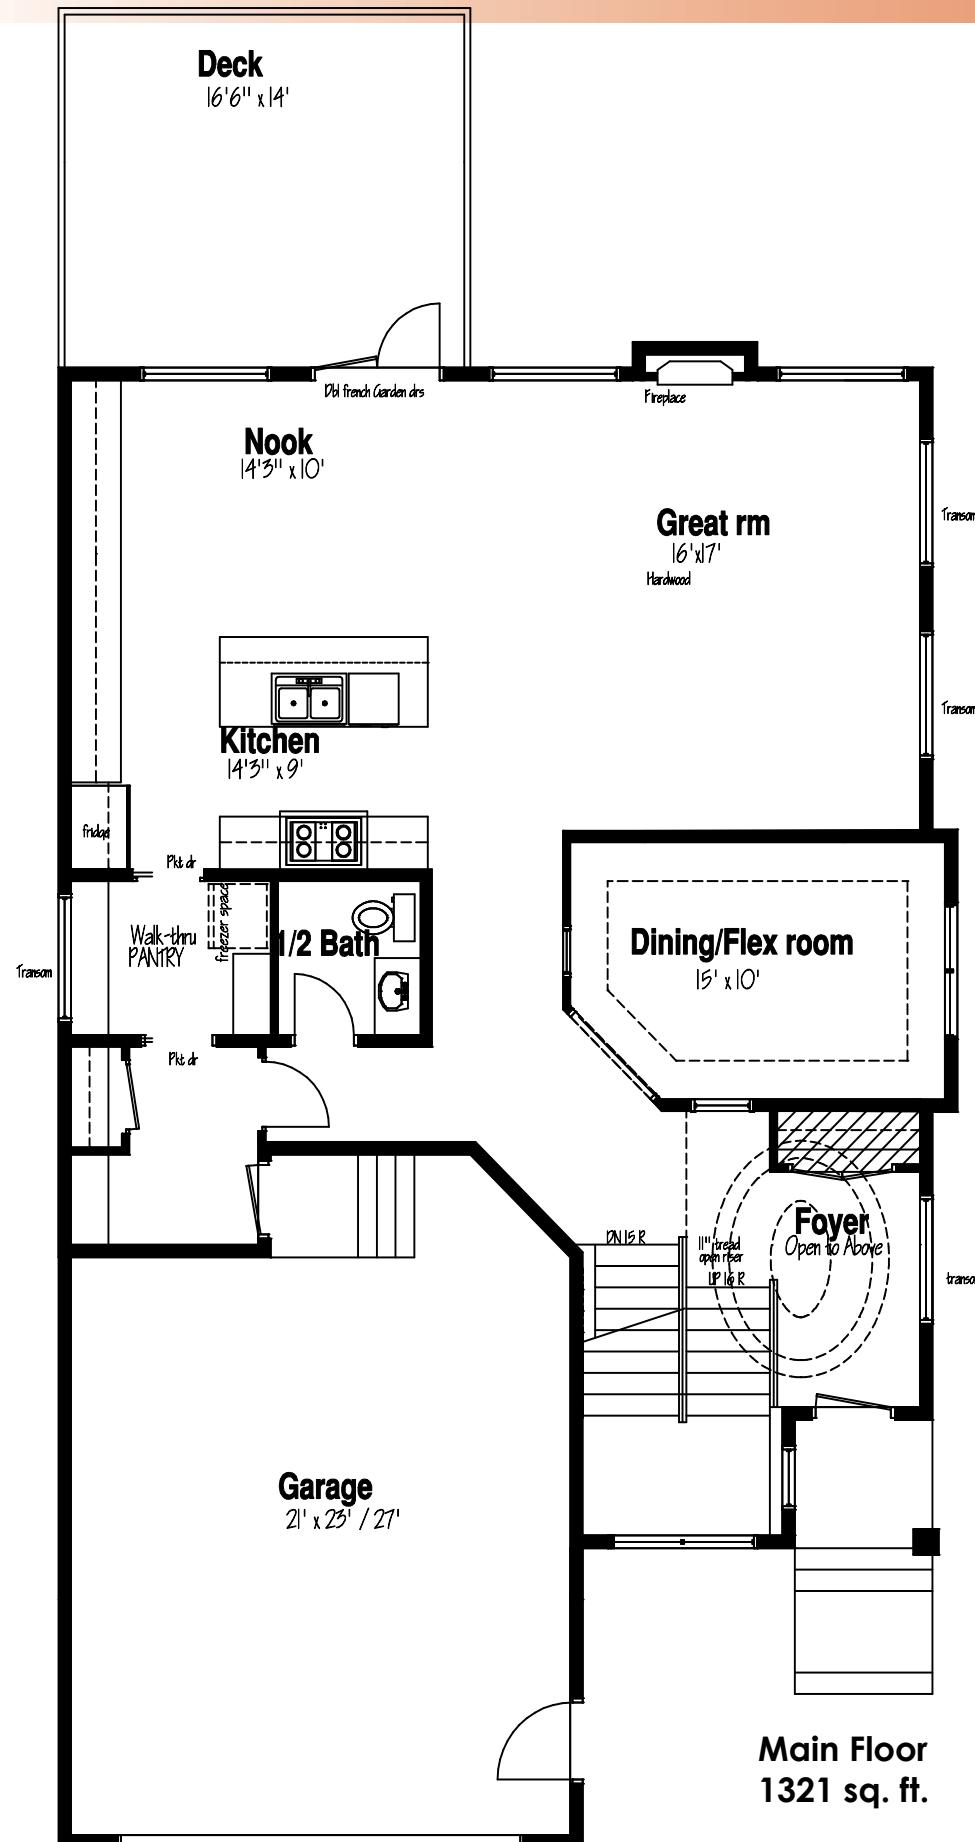 Deck
16'6" x 14'
Dbl french Garden drs
Fireplace
Nook
14'3" x 10'
Great rm
16'x17'
Hardwood
Transom
Transom
Kitchen
14'3" x 9'
fridge
Pkt dr
Walk-thru
PANTRY
freezer space
1/2 Bath
Dining/Flex room
15' x 10'
Transom
Pkt dr
Foyer
Open to Above
DN 15 R
11" tread
open riser
UP 16 R
transo
Garage
21' x 23' / 27'
Main Floor
1321 sq. ft.